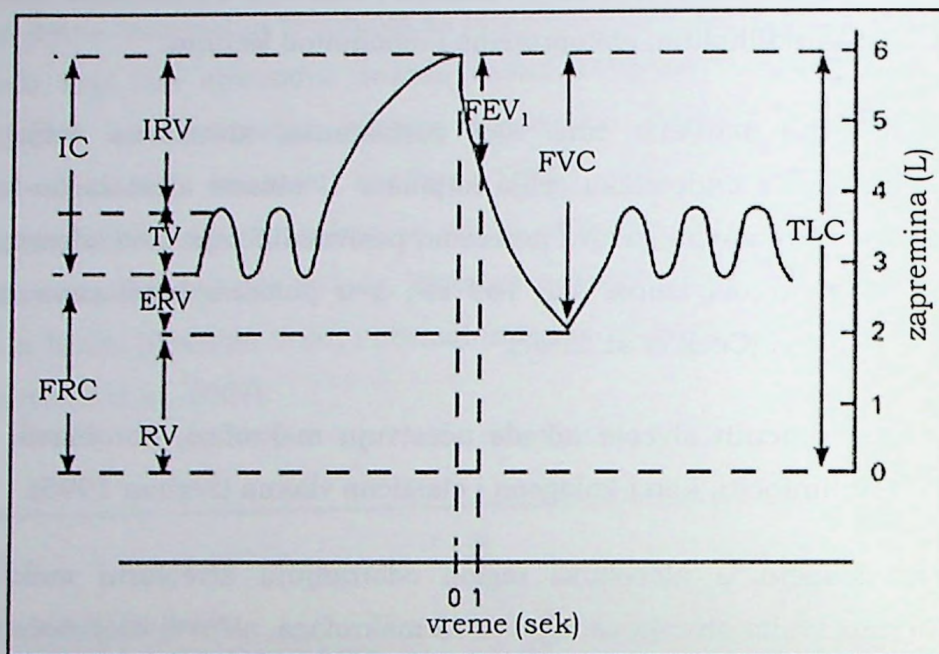 6
5
4
3
2
1
0
zapremina (L)
IC
IRV
TV
ERV
FRC
RV
FEV1
FVC
TLC
0 1
vreme (sek)